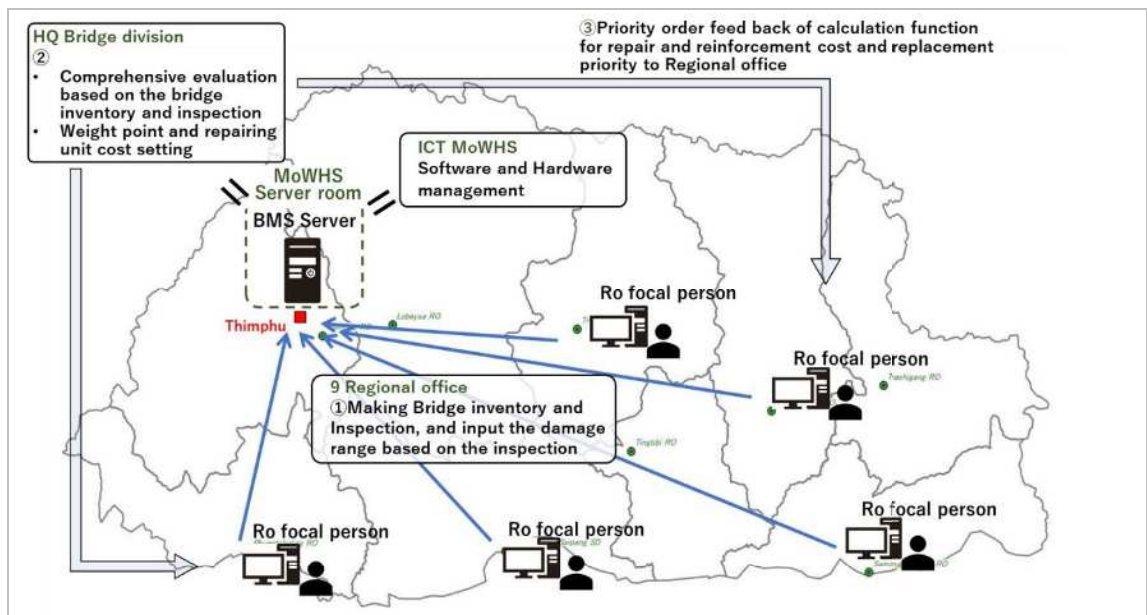 HQ Bridge division
②
• Comprehensive evaluation
based on the bridge
inventory and inspection
• Weight point and repairing
unit cost setting
③Priority order feed back of calculation function
for repair and reinforcement cost and replacement
priority to Regional office
ICT MoWHS
Software and Hardware
management
MoWHS
Server room
BMS Server
Thimphu
Lobeysa RO
Ro focal person
Ro focal person
Trashigang RO
9 Regional office
①Making Bridge inventory and
Inspection, and input the damage
range based on the inspection
Tingtibi RO
Ro focal person
Ro focal person
Ro focal person